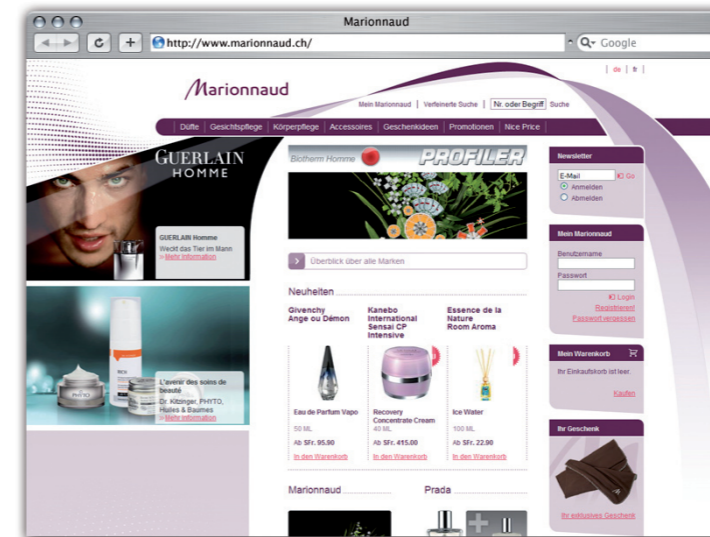 Marionnaud
http://www.marionnaud.ch/
Google
| de | fr |
Marionnaud
Mein Marionnaud | Verfeinerte Suche | Nr. oder Begriff Suche
Düfte | Gesichtspflege | Körperpflege | Accessoires | Geschenkideen | Promotionen | Nice Price
GUERLAIN
HOMME
GUERLAIN Homme
Weckt das Tier im Mann
» Mehr Information
PHYTO
L'avenir des soins de
beauté
Dr. Kitzinger, PHYTO,
Huiles & Baumes
» Mehr Information
Biotherm Homme
PROFILER
Überblick über alle Marken
Neuheiten
Givenchy
Ange ou Démon
Eau de Parfum Vapo
50 ML
Ab SFr. 95.90
In den Warenkorb
Kanebo
International
Sensai CP
Intensive
Recovery
Concentrate Cream
40 ML
Ab SFr. 415.00
In den Warenkorb
Essence de la
Nature
Room Aroma
Ice Water
100 ML
Ab SFr. 22.90
In den Warenkorb
Marionnaud
Prada
Newsletter
E-Mail
Go
Anmelden
Abmelden
Mein Marionnaud
Benutzername
Passwort
Login
Registrieren!
Passwort vergessen
Mein Warenkorb
Ihr Einkaufskorb ist leer.
Kaufen
Ihr Geschenk
Ihr exklusives Geschenk